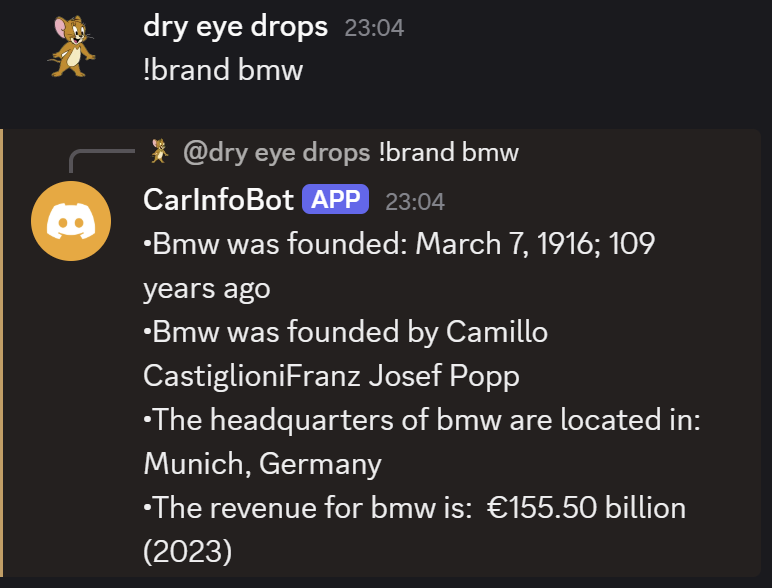 dry eye drops 23:04
!brand bmw
@dry eye drops !brand bmw
CarInfoBot APP 23:04
•Bmw was founded: March 7, 1916; 109
years ago
•Bmw was founded by Camillo
CastiglioniFranz Josef Popp
•The headquarters of bmw are located in:
Munich, Germany
•The revenue for bmw is:  €155.50 billion
(2023)